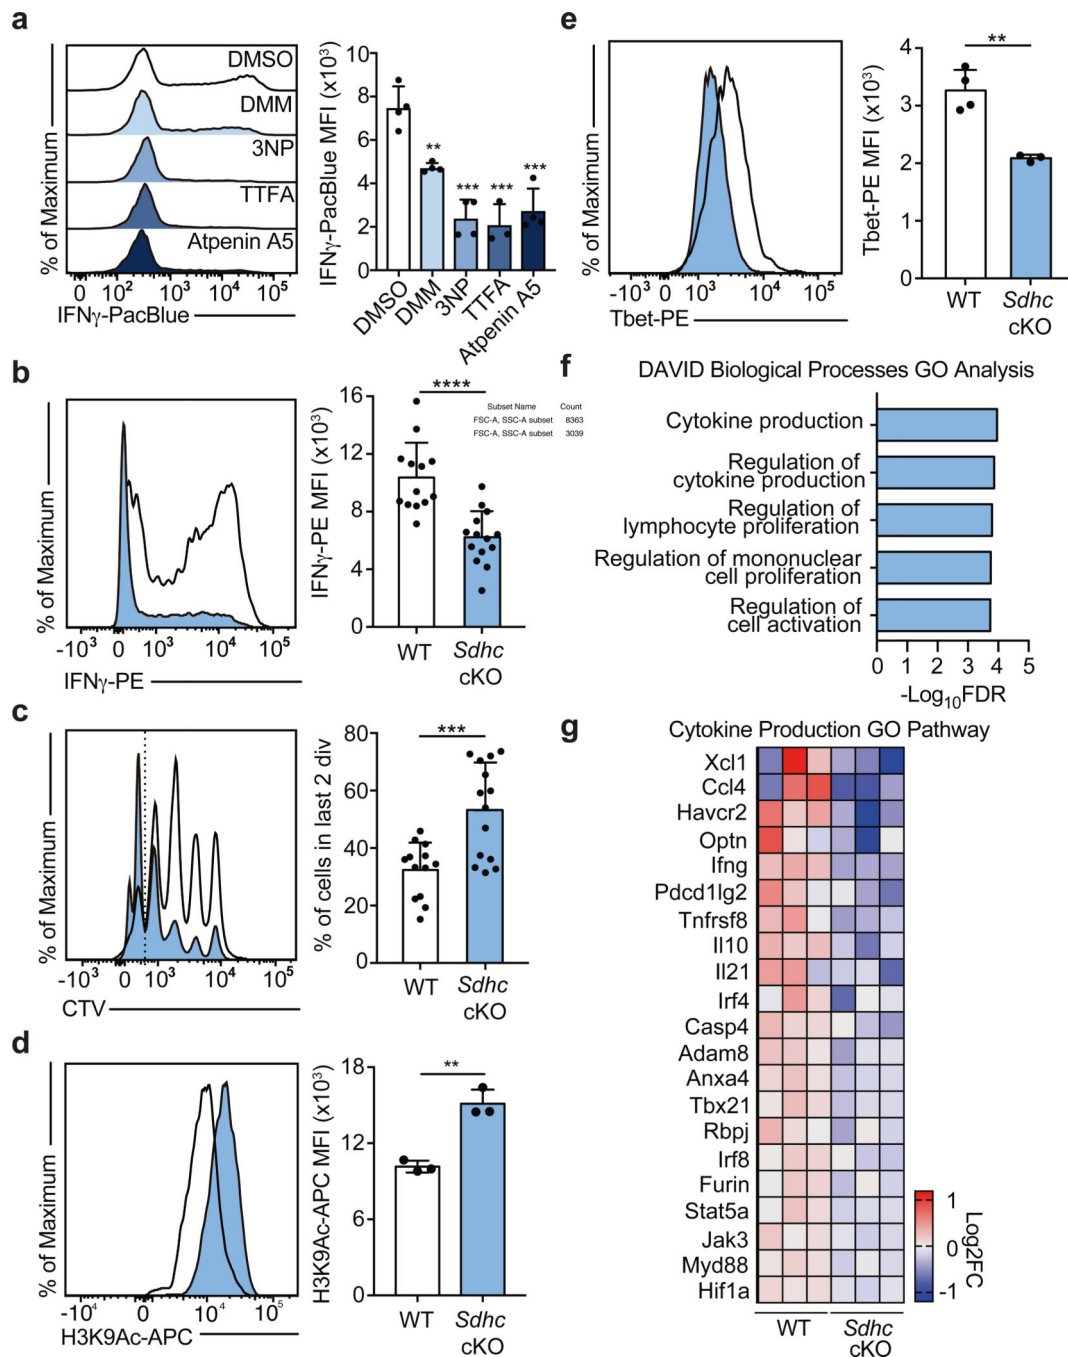 a
% of Maximum
DMSO
DMM
3NP
TTFA
Atpenin A5
0 10² 10³ 10⁴ 10⁵
IFNγ-PacBlue
IFNγ-PacBlue MFI (x10³)
10
8
6
4
2
0
**
***
***
***
DMSO
DMM
3NP
TTFA
Atpenin A5
e
% of Maximum
-10³ 0 10³ 10⁴ 10⁵
Tbet-PE
Tbet-PE MFI (x10³)
4
3
2
1
0
**
WT
Sdhc
cKO
b
% of Maximum
-10³ 0 10³ 10⁴ 10⁵
IFNγ-PE
IFNγ-PE MFI (x10³)
16
12
8
4
0
****
Subset Name Count
FSC-A, SSC-A subset 8363
FSC-A, SSC-A subset 3039
WT
Sdhc
cKO
f
DAVID Biological Processes GO Analysis
Cytokine production
Regulation of
cytokine production
Regulation of
lymphocyte proliferation
Regulation of mononuclear
cell proliferation
Regulation of
cell activation
0 1 2 3 4 5
-Log₁₀FDR
c
% of Maximum
-10³ 0 10³ 10⁴ 10⁵
CTV
% of cells in last 2 div
80
60
40
20
0
***
WT
Sdhc
cKO
d
% of Maximum
-10⁴ 0 10⁴ 10⁵
H3K9Ac-APC
H3K9Ac-APC MFI (x10³)
18
12
6
0
**
WT
Sdhc
cKO
g
Cytokine Production GO Pathway
Xcl1
Ccl4
Havcr2
Optn
Ifng
Pdcd1lg2
Tnfrsf8
Il10
Il21
Irf4
Casp4
Adam8
Anxa4
Tbx21
Rbpj
Irf8
Furin
Stat5a
Jak3
Myd88
Hif1a
WT
Sdhc
cKO
1
0
-1
Log2FC